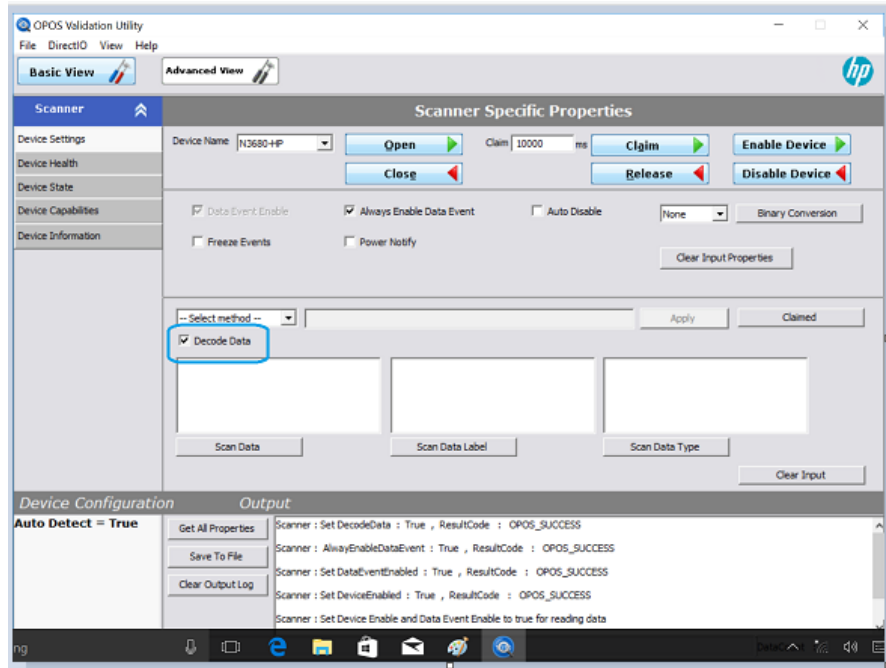 OPOS Validation Utility
File DirectIO View Help
Basic View
Advanced View
hp
Scanner
Scanner Specific Properties
Device Settings
Device Health
Device State
Device Capabilities
Device Information
Device Name N3680-HP
Open
Claim 10000 ms
Claim
Enable Device
Close
Release
Disable Device
Data Event Enable
Always Enable Data Event
Auto Disable
None
Binary Conversion
Freeze Events
Power Notify
Clear Input Properties
-- Select method --
Apply
Claimed
Decode Data
Scan Data
Scan Data Label
Scan Data Type
Clear Input
Device Configuration
Output
Auto Detect = True
Get All Properties
Save To File
Clear Output Log
Scanner : Set DecodeData : True , ResultCode : OPOS_SUCCESS
Scanner : AlwayEnableDataEvent : True , ResultCode : OPOS_SUCCESS
Scanner : Set DataEventEnabled : True , ResultCode : OPOS_SUCCESS
Scanner : Set DeviceEnabled : True , ResultCode : OPOS_SUCCESS
Scanner : Set Device Enable and Data Event Enable to true for reading data
ng